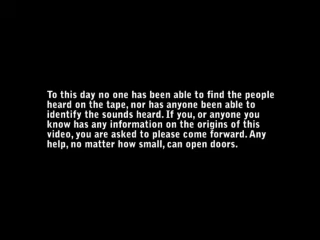 To this day no one has been able to find the people
heard on the tape, nor has anyone been able to
identify the sounds heard. If you, or anyone you
know has any information on the origins of this
video, you are asked to please come forward. Any
help, no matter how small, can open doors.